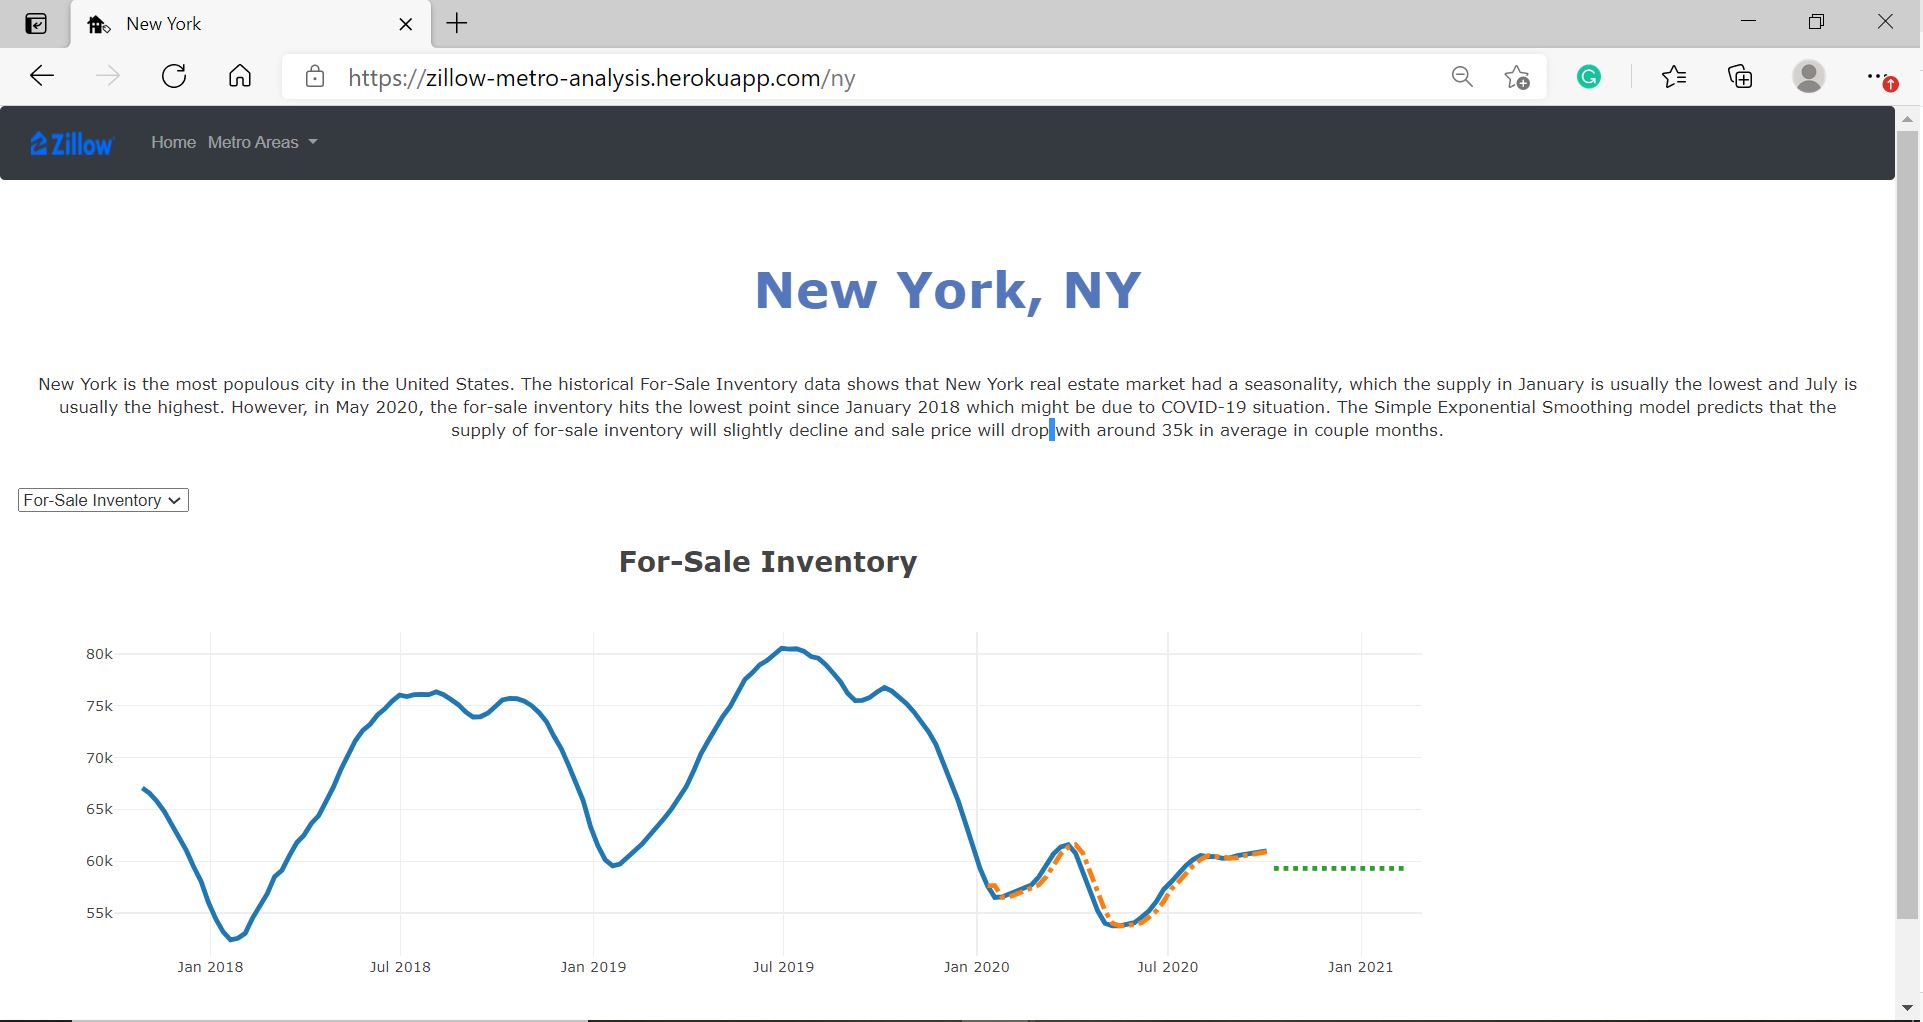 New York
https://zillow-metro-analysis.herokuapp.com/ny
Zillow Home Metro Areas
New York, NY
New York is the most populous city in the United States. The historical For-Sale Inventory data shows that New York real estate market had a seasonality, which the supply in January is usually the lowest and July is
usually the highest. However, in May 2020, the for-sale inventory hits the lowest point since January 2018 which might be due to COVID-19 situation. The Simple Exponential Smoothing model predicts that the
supply of for-sale inventory will slightly decline and sale price will drop with around 35k in average in couple months.
For-Sale Inventory
For-Sale Inventory
80k
75k
70k
65k
60k
55k
Jan 2018 Jul 2018 Jan 2019 Jul 2019 Jan 2020 Jul 2020 Jan 2021